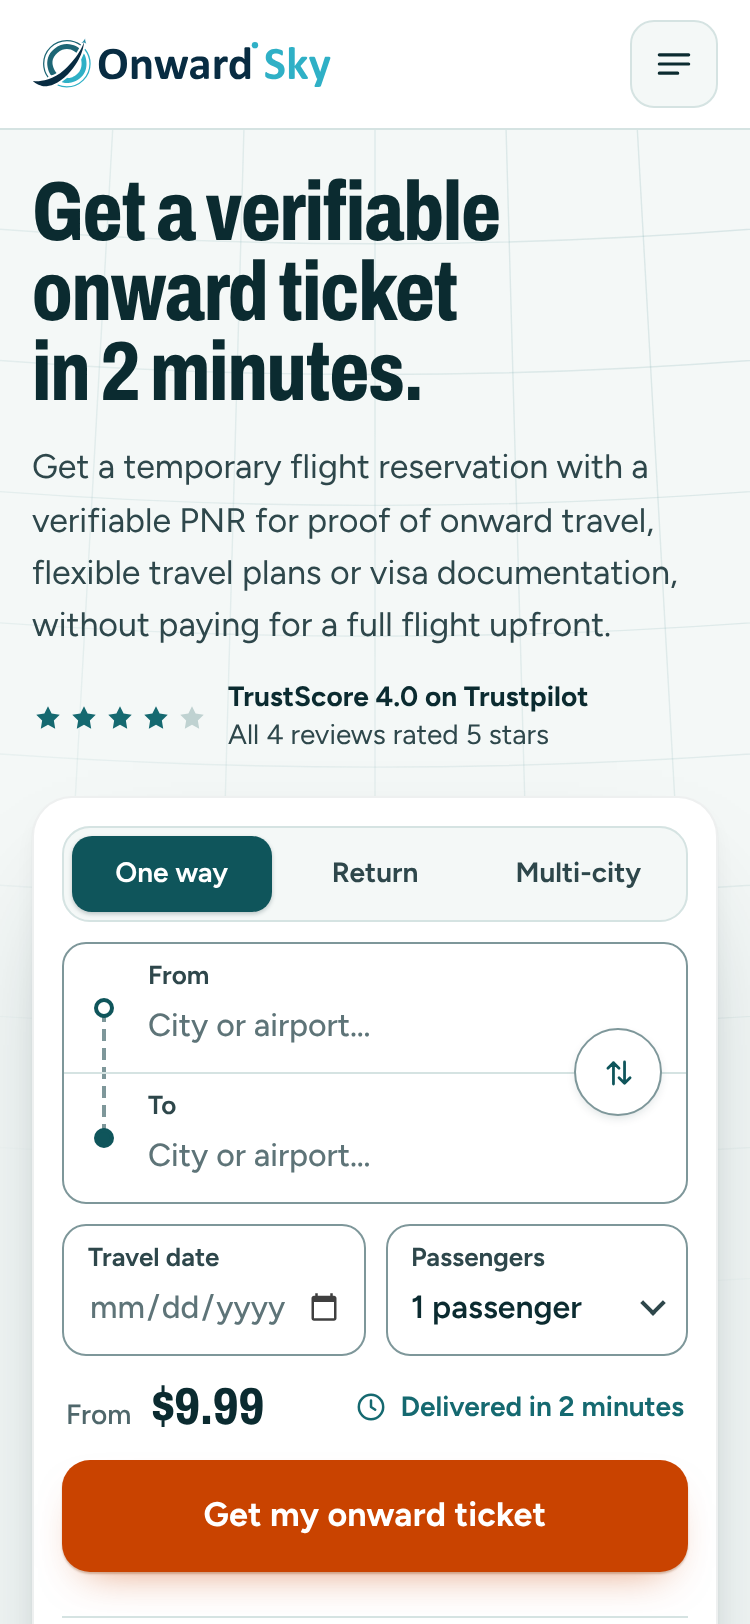 Onward Sky
Get a verifiable
onward ticket
in 2 minutes.
Get a temporary flight reservation with a
verifiable PNR for proof of onward travel,
flexible travel plans or visa documentation,
without paying for a full flight upfront.
TrustScore 4.0 on Trustpilot
All 4 reviews rated 5 stars
One way Return Multi-city
From
City or airport...
To
City or airport...
Travel date Passengers
mm/dd/yyyy 1 passenger
From $9.99 Delivered in 2 minutes
Get my onward ticket